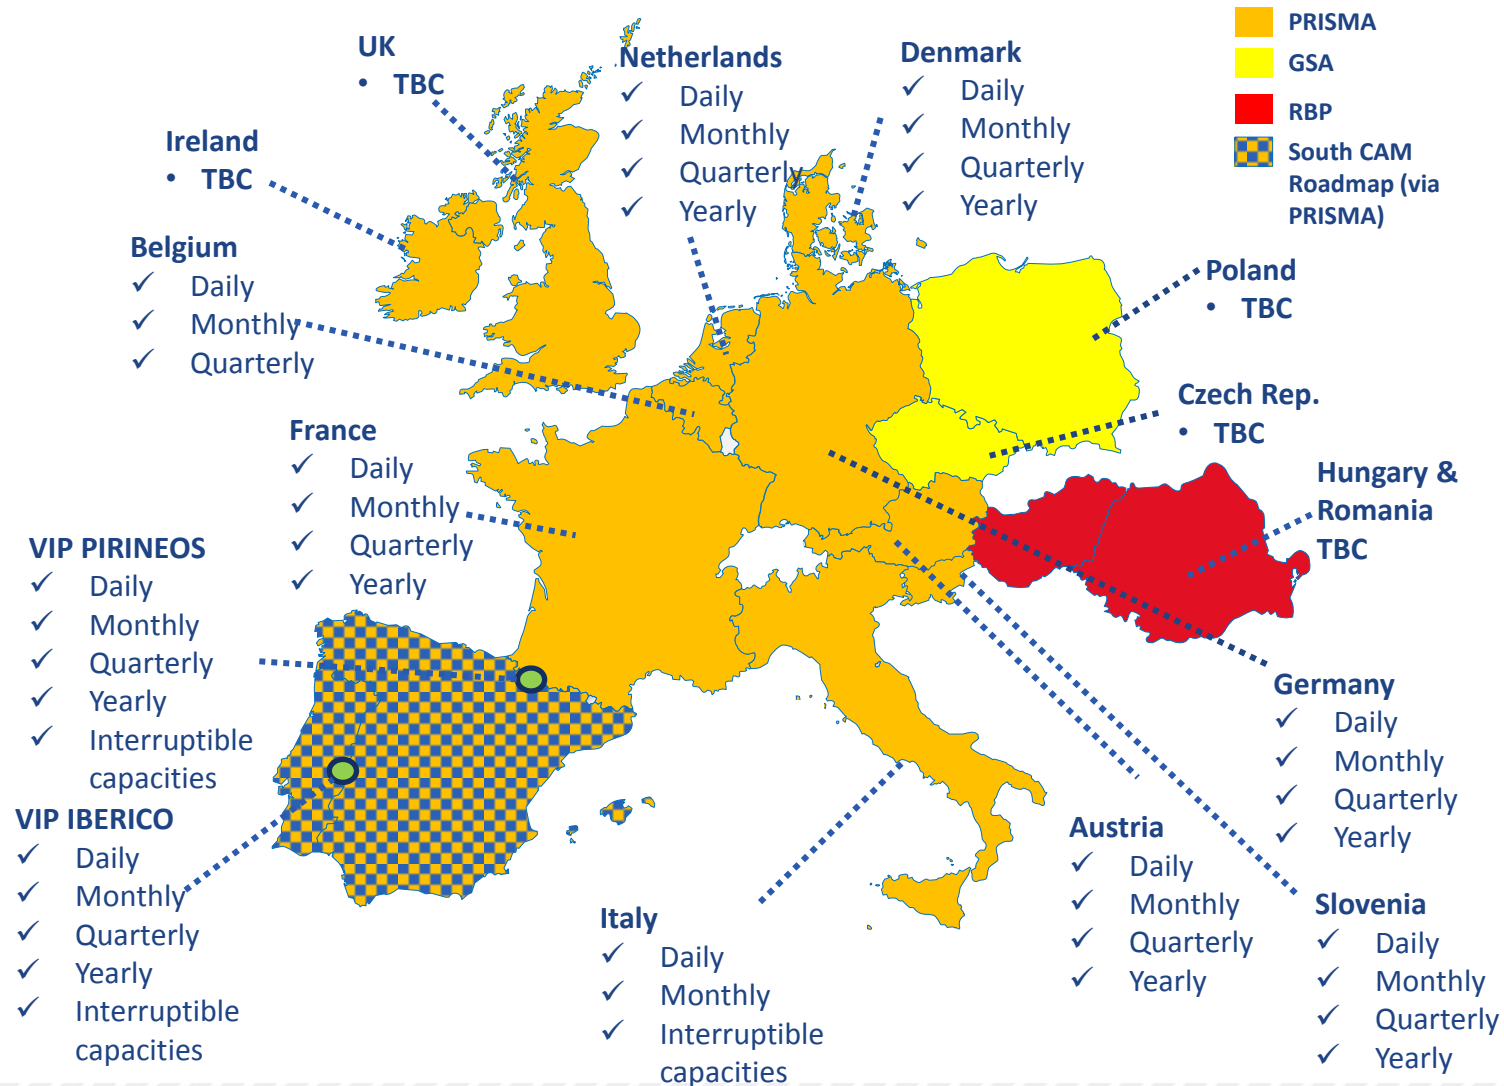 PRISMA
GSA
RBP
South CAM
Roadmap (via
PRISMA)
UK
• TBC
Netherlands
✓ Daily
✓ Monthly
✓ Quarterly
✓ Yearly
Denmark
✓ Daily
✓ Monthly
✓ Quarterly
✓ Yearly
Ireland
• TBC
Belgium
✓ Daily
✓ Monthly
✓ Quarterly
Poland
• TBC
Czech Rep.
• TBC
France
✓ Daily
✓ Monthly
✓ Quarterly
✓ Yearly
Hungary &
Romania
TBC
VIP PIRINEOS
✓ Daily
✓ Monthly
✓ Quarterly
✓ Yearly
✓ Interruptible
capacities
Germany
✓ Daily
✓ Monthly
✓ Quarterly
✓ Yearly
VIP IBERICO
✓ Daily
✓ Monthly
✓ Quarterly
✓ Yearly
✓ Interruptible
capacities
Italy
✓ Daily
✓ Monthly
✓ Interruptible
capacities
Austria
✓ Daily
✓ Monthly
✓ Quarterly
✓ Yearly
Slovenia
✓ Daily
✓ Monthly
✓ Quarterly
✓ Yearly